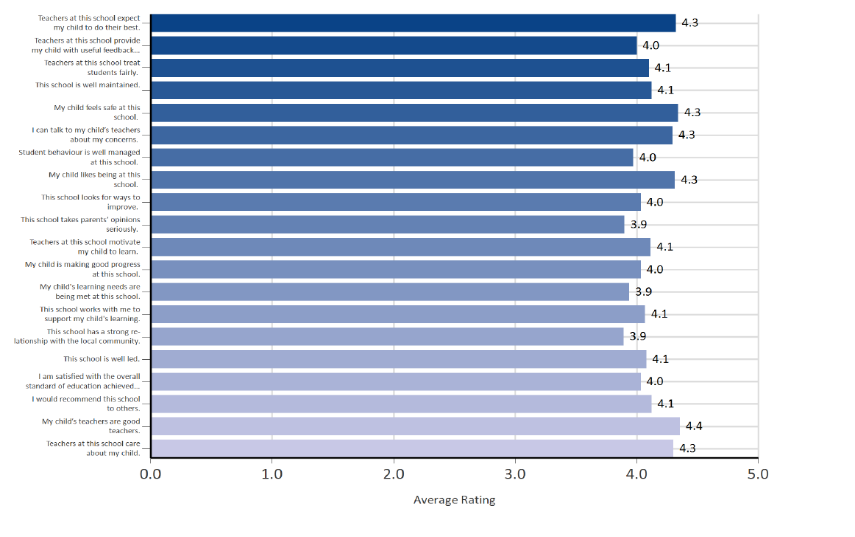 Teachers at this school expect
my child to do their best.
4.3
Teachers at this school provide
my child with useful feedback...
4.0
Teachers at this school treat
students fairly.
4.1
This school is well maintained.
4.1
My child feels safe at this
school.
4.3
I can talk to my child's teachers
about my concerns.
4.3
Student behaviour is well managed
at this school.
4.0
My child likes being at this
school.
4.3
This school looks for ways to
improve.
4.0
This school takes parents' opinions
seriously.
3.9
Teachers at this school motivate
my child to learn.
4.1
My child is making good progress
at this school.
4.0
My child's learning needs are
being met at this school.
3.9
This school works with me to
support my child's learning.
4.1
This school has a strong re-
lationship with the local community.
3.9
This school is well led.
4.1
I am satisfied with the overall
standard of education achieved...
4.0
I would recommend this school
to others.
4.1
My child's teachers are good
teachers.
4.4
Teachers at this school care
about my child.
4.3
0.0 1.0 2.0 3.0 4.0 5.0
Average Rating